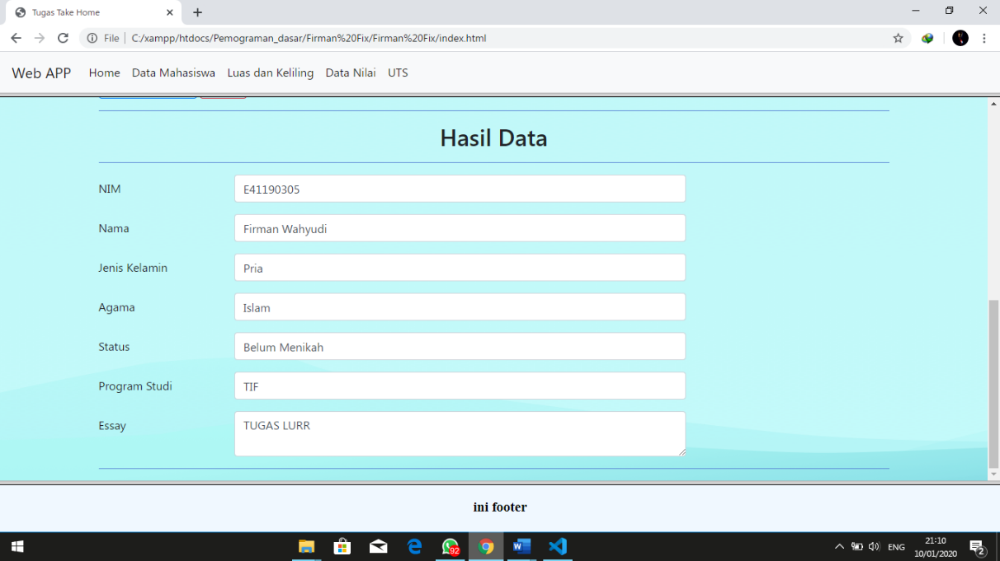 Tugas Take Home
File C:/xampp/htdocs/Pemograman_dasar/Firman%20Fix/Firman%20Fix/index.html
Web APP Home Data Mahasiswa Luas dan Keliling Data Nilai UTS
Hasil Data
NIM E41190305
Nama Firman Wahyudi
Jenis Kelamin Pria
Agama Islam
Status Belum Menikah
Program Studi TIF
Essay TUGAS LURR
ini footer
92
ENG
21:10
10/01/2020
2